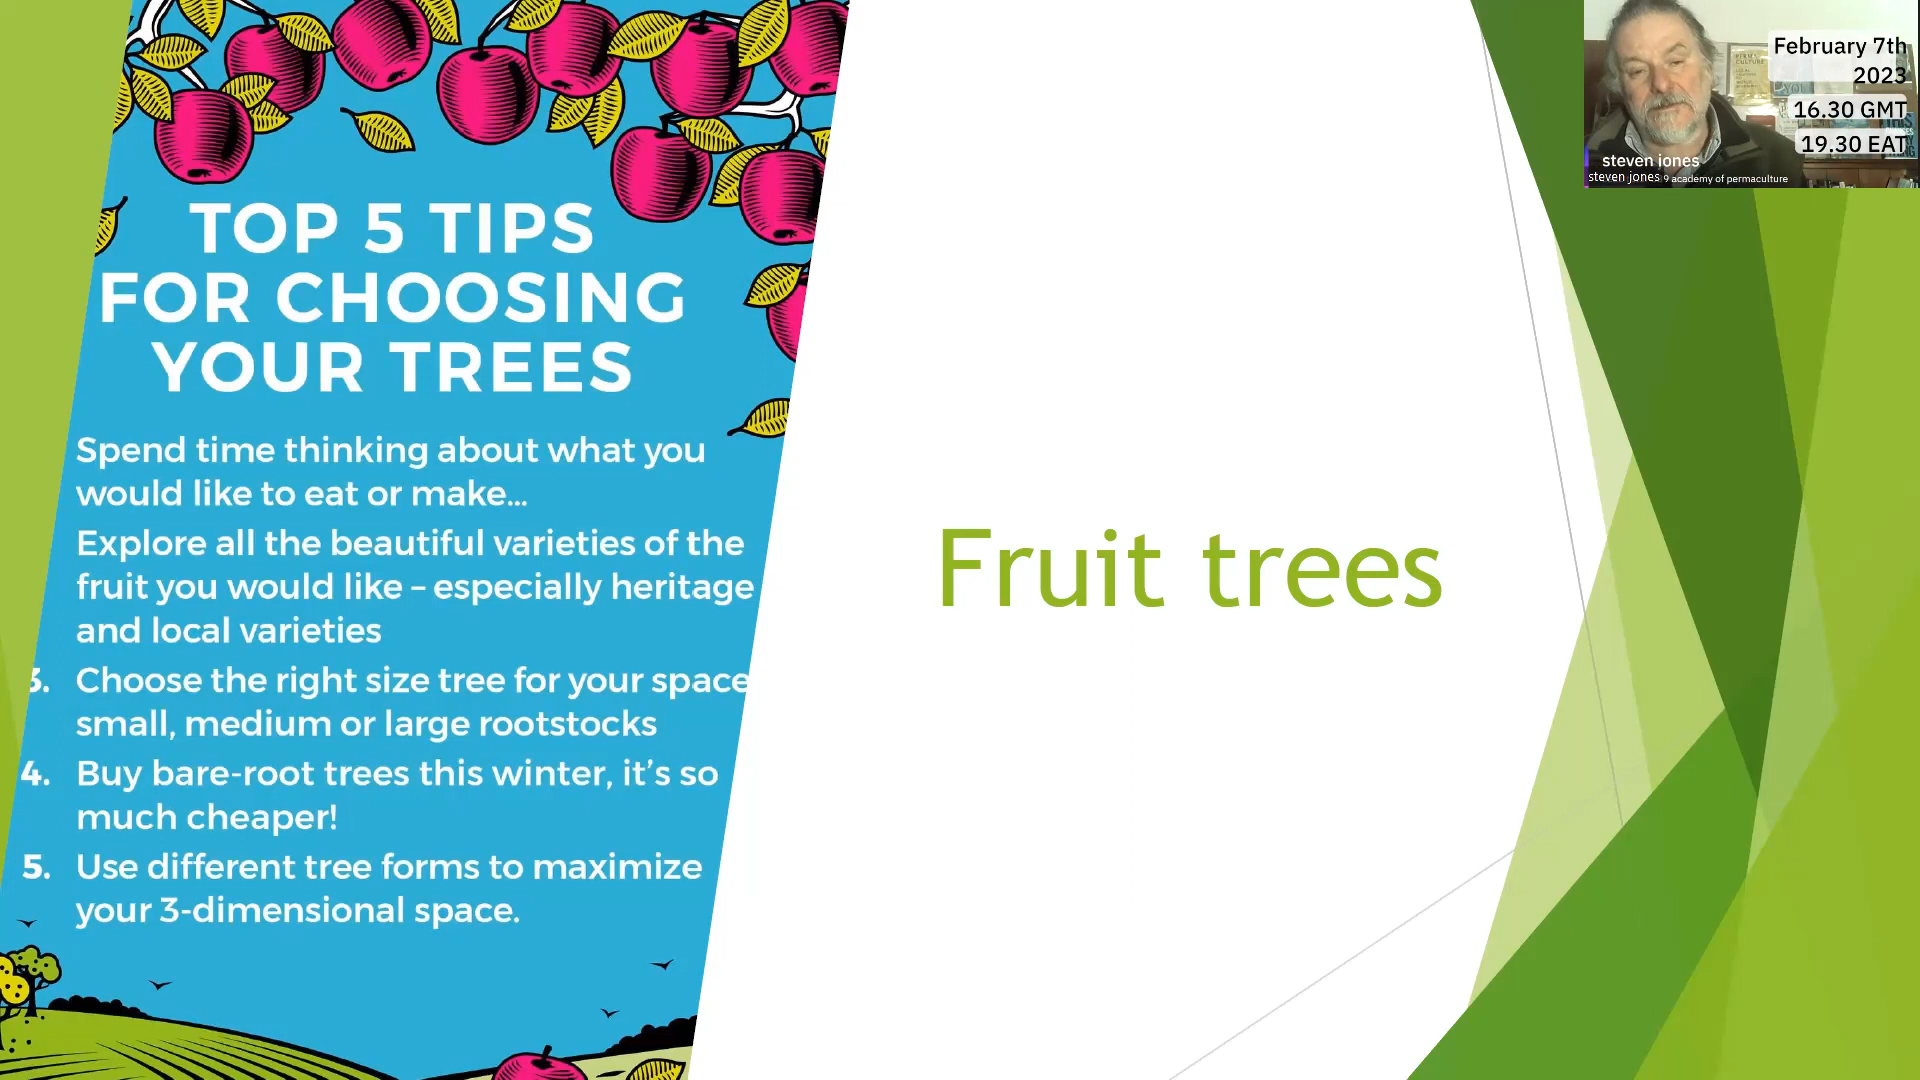 TOP 5 TIPS
FOR CHOOSING
YOUR TREES
Spend time thinking about what you
would like to eat or make...
Explore all the beautiful varieties of the
fruit you would like – especially heritage
and local varieties
3. Choose the right size tree for your space
small, medium or large rootstocks
4. Buy bare-root trees this winter, it's so
much cheaper!
5. Use different tree forms to maximize
your 3-dimensional space.
Fruit trees
February 7th
2023
16.30 GMT
19.30 EAT
steven jones
steven jones 9 academy of permaculture